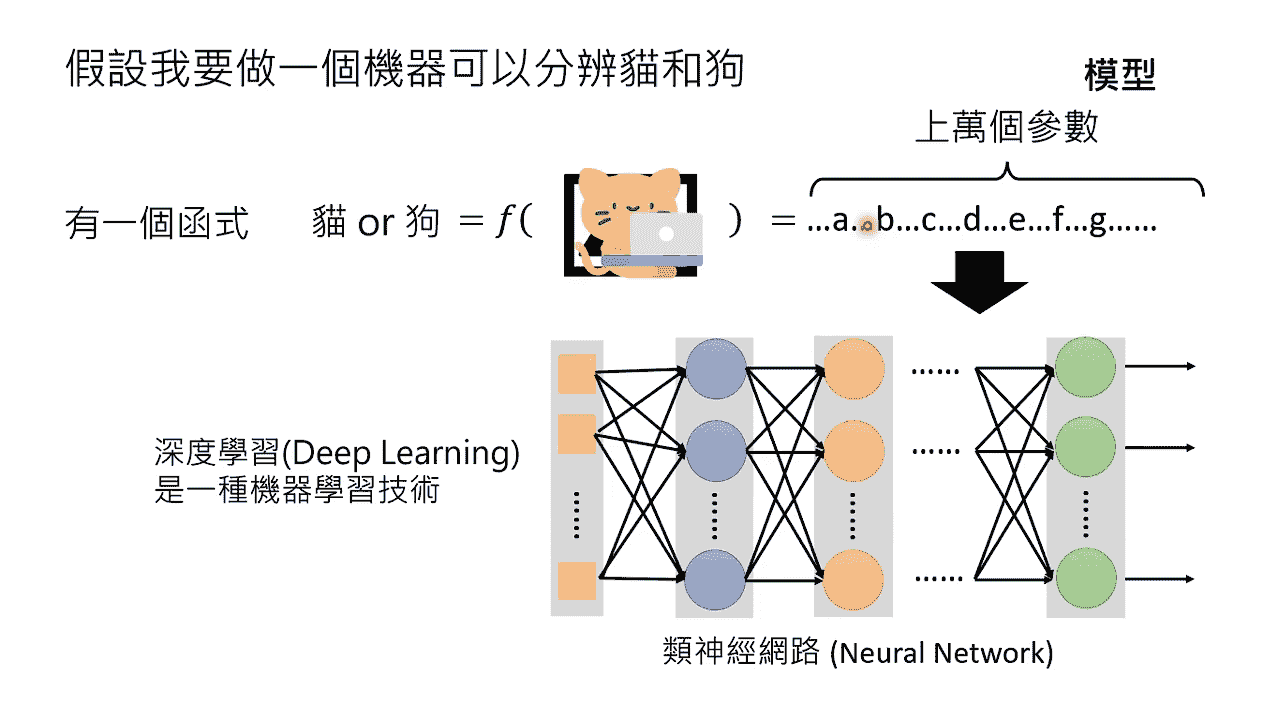 假設我要做一個機器可以分辨貓和狗
模型
上萬個參數
有一個函式 貓 or 狗 = f( ) = …a…b…c…d…e…f…g……
深度學習(Deep Learning)
是一種機器學習技術
……
……
……
類神經網路 (Neural Network)